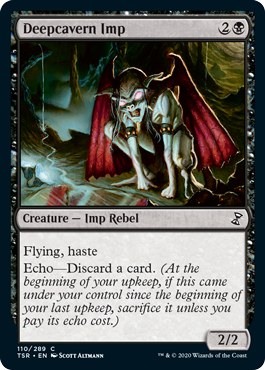 Deepcavern Imp 2
Creature — Imp Rebel
Flying, haste
Echo—Discard a card. (At the
beginning of your upkeep, if this came
under your control since the beginning of
your last upkeep, sacrifice it unless you
pay its echo cost.)
2/2
110/289 C
TSR • EN Scott Altmann
™ & © 2020 Wizards of the Coast